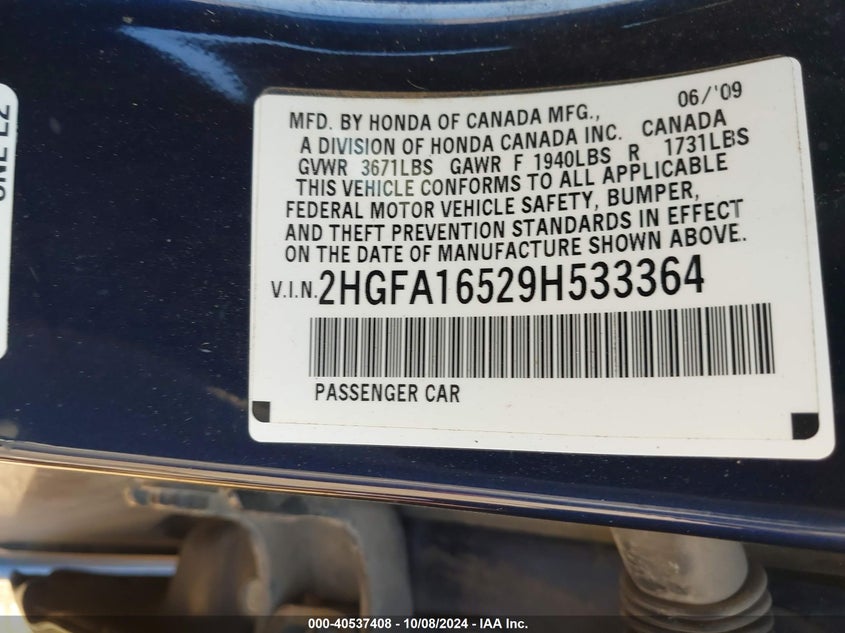 06/'09
MFD. BY HONDA OF CANADA MFG.,
A DIVISION OF HONDA CANADA INC. CANADA
GVWR 3671LBS GAWR F 1940LBS R 1731LBS
THIS VEHICLE CONFORMS TO ALL APPLICABLE
FEDERAL MOTOR VEHICLE SAFETY, BUMPER,
AND THEFT PREVENTION STANDARDS IN EFFECT
ON THE DATE OF MANUFACTURE SHOWN ABOVE.
V.I.N. 2HGFA16529H533364
PASSENGER CAR
000-40537408 - 10/08/2024 - IAA Inc.